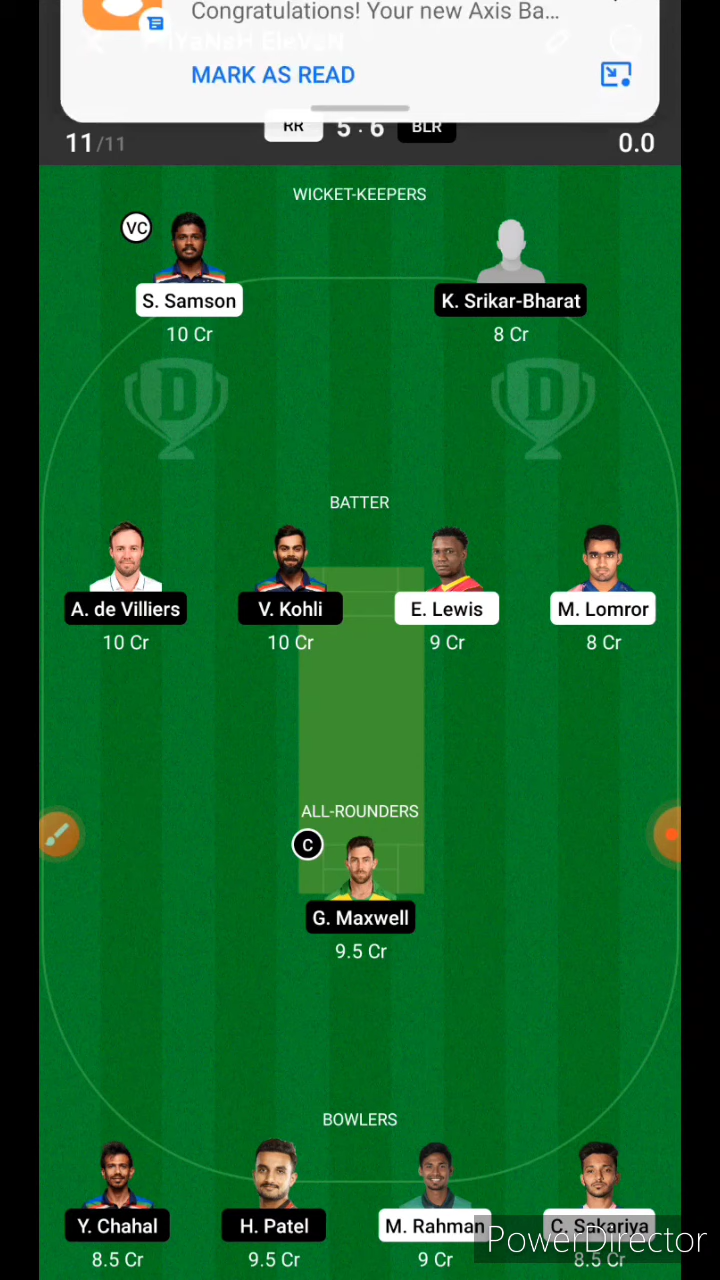 Congratulations! Your new Axis Ba...
MARK AS READ
11/11
RR 5 : 6 BLR
0.0
WICKET-KEEPERS
VC
S. Samson
K. Srikar-Bharat
10 Cr
8 Cr
D D
BATTER
A. de Villiers
V. Kohli
E. Lewis
M. Lomror
10 Cr
10 Cr
9 Cr
8 Cr
ALL-ROUNDERS
C
G. Maxwell
9.5 Cr
BOWLERS
Y. Chahal
H. Patel
M. Rahman
C. Sakariya
PowerDirector
8.5 Cr
9.5 Cr
9 Cr
8.5 Cr